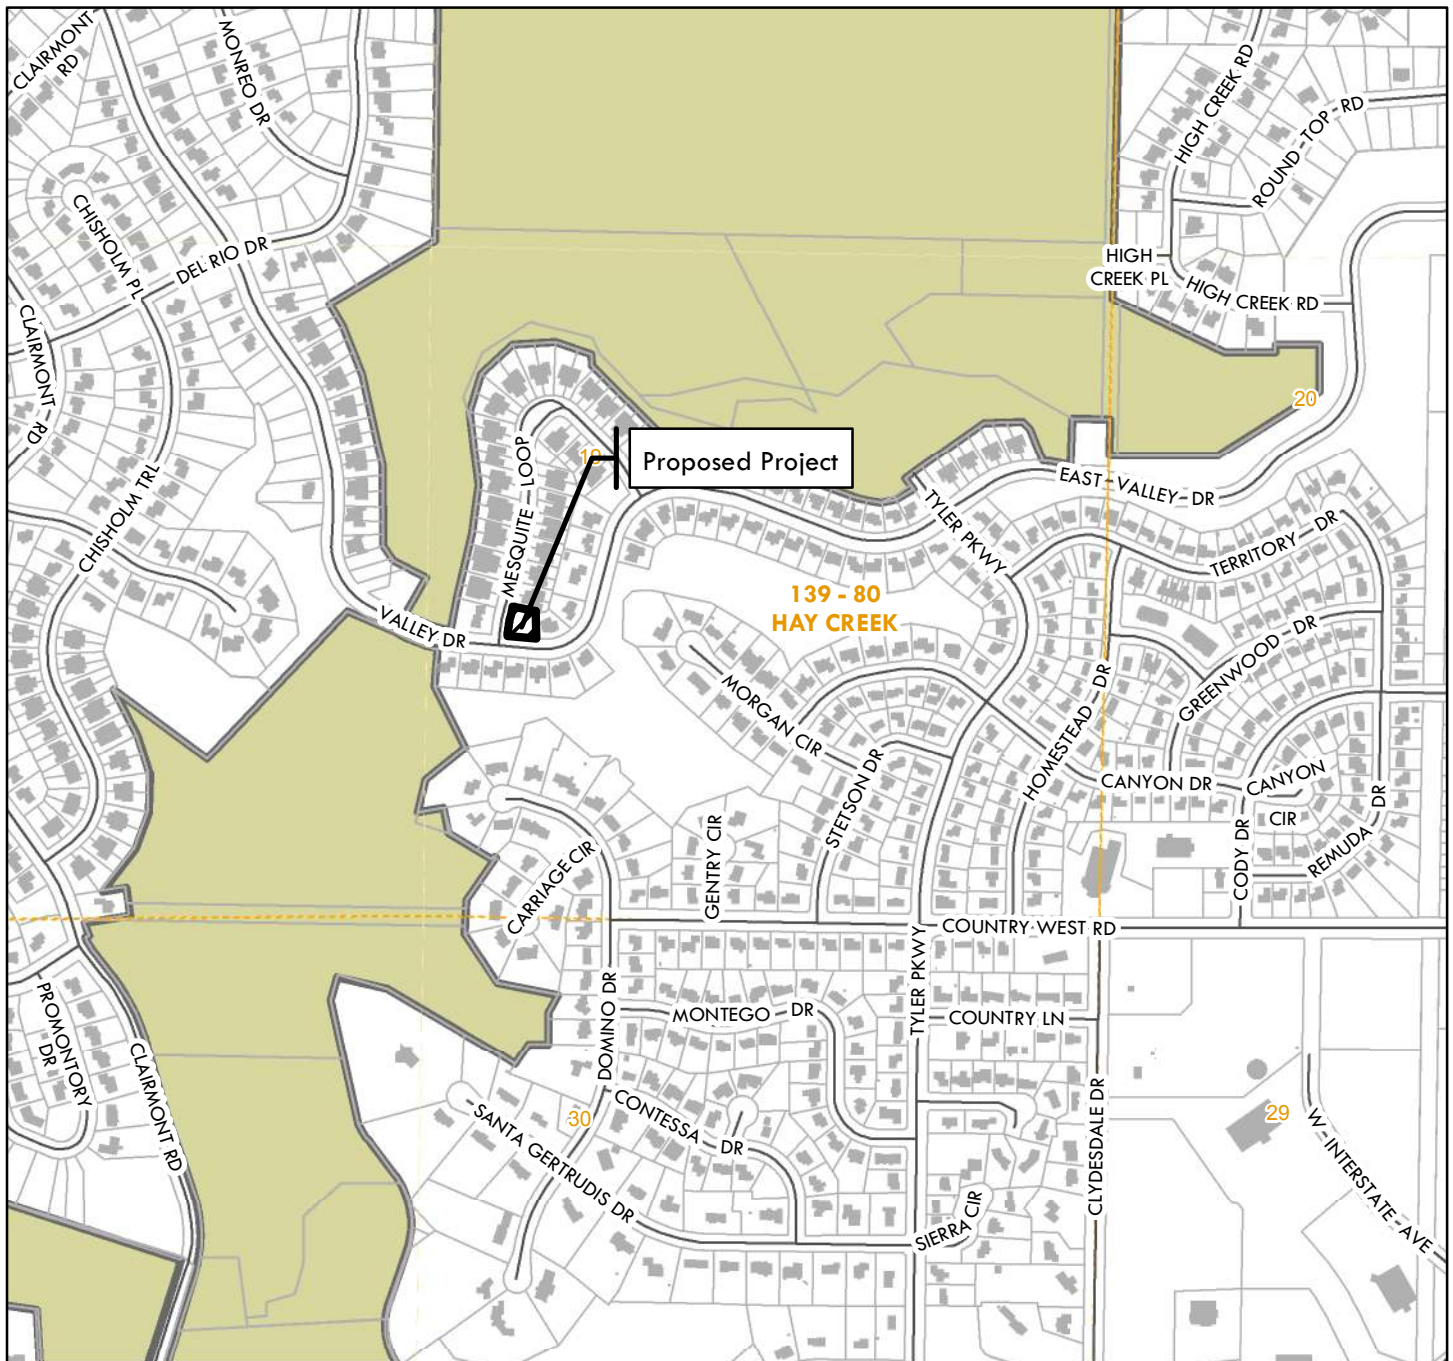 CLAIRMONT
RD
MONREO DR
HIGH CREEK RD
ROUND TOP RD
CHISHOLM PL
DEL RIO DR
HIGH
CREEK PL
HIGH CREEK RD
CLAIRMONT RD
20
19
Proposed Project
MESQUITE LOOP
CHISHOLM TRL
EAST VALLEY DR
TYLER PKWY
TERRITORY DR
139 - 80
HAY CREEK
VALLEY DR
GREENWOOD DR
MORGAN CIR
HOMESTEAD DR
STETSON DR
CANYON DR
CANYON
CIR
GENTRY CIR
CARRIAGE CIR
CODY DR
REMUDA DR
COUNTRY WEST RD
TYLER PKWY
PROMONTORY
DR
CLAIRMONT RD
DOMINO DR
MONTEGO DR
COUNTRY LN
CLYDESDALE DR
SANTA GERTRUDIS DR
30
CONTESSA DR
29
W INTERSTATE AVE
SIERRA CIR